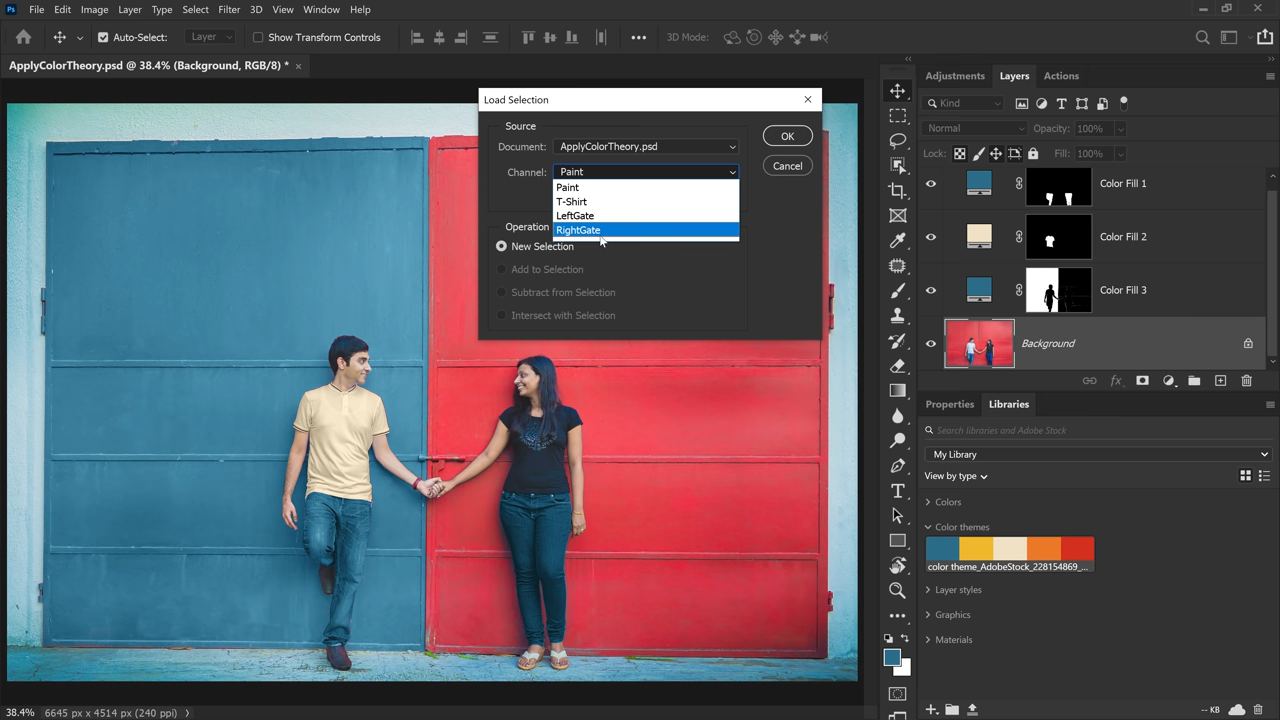 Ps File Edit Image Layer Type Select Filter 3D View Window Help
Auto-Select: Layer Show Transform Controls 3D Mode:
ApplyColorTheory.psd @ 38.4% (Background, RGB/8) *
Load Selection
Source
Document: ApplyColorTheory.psd
OK
Channel: Paint
Cancel
Paint
T-Shirt
LeftGate
RightGate
Operation
New Selection
Add to Selection
Subtract from Selection
Intersect with Selection
Adjustments Layers Actions
Kind
Normal Opacity: 100%
Lock: Fill: 100%
Color Fill 1
Color Fill 2
Color Fill 3
Background
Properties Libraries
Search libraries and Adobe Stock
My Library
View by type
Colors
Color themes
color theme_AdobeStock_228154869_...
Layer styles
Graphics
Materials
-- KB
38.4% 6645 px x 4514 px (240 ppi)